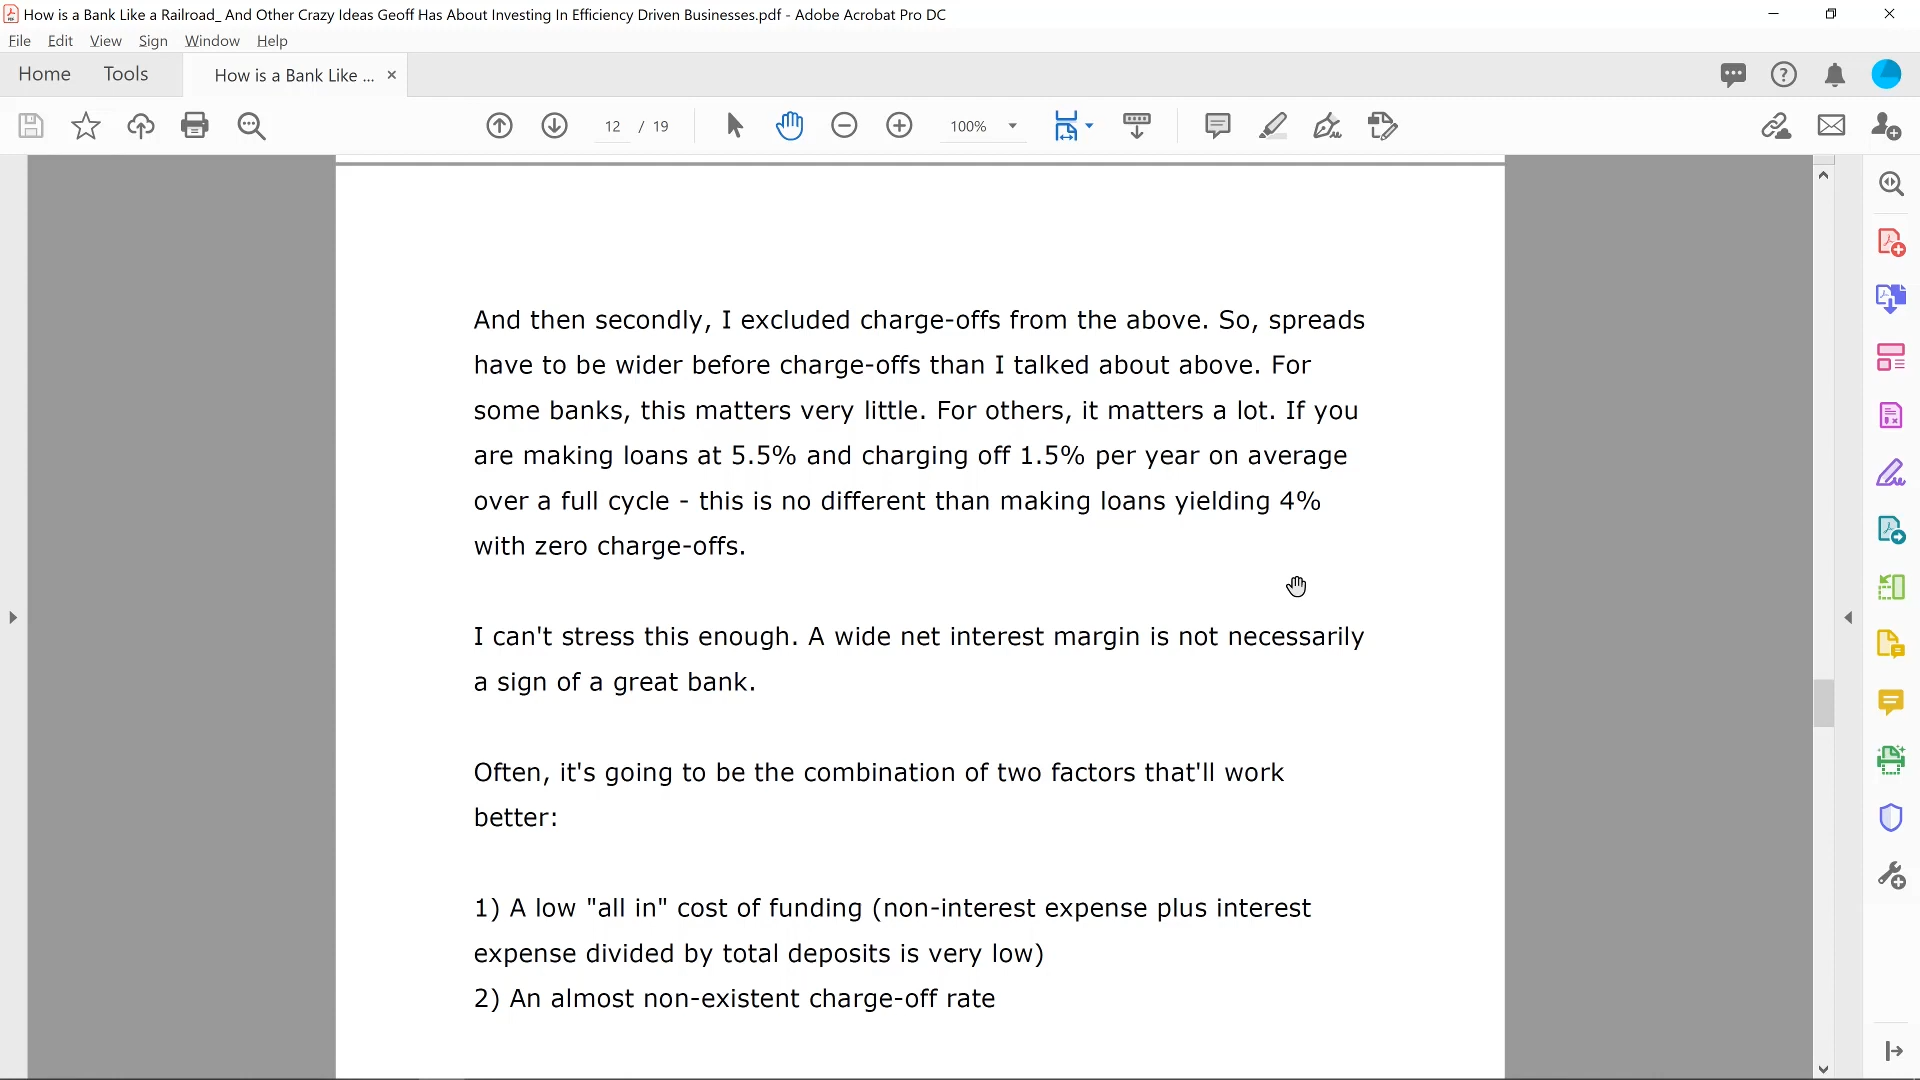 How is a Bank Like a Railroad_ And Other Crazy Ideas Geoff Has About Investing In Efficiency Driven Businesses.pdf - Adobe Acrobat Pro DC
File Edit View Sign Window Help
Home Tools How is a Bank Like ... ×
12 / 19 100%
And then secondly, I excluded charge-offs from the above. So, spreads
have to be wider before charge-offs than I talked about above. For
some banks, this matters very little. For others, it matters a lot. If you
are making loans at 5.5% and charging off 1.5% per year on average
over a full cycle - this is no different than making loans yielding 4%
with zero charge-offs.
I can't stress this enough. A wide net interest margin is not necessarily
a sign of a great bank.
Often, it's going to be the combination of two factors that'll work
better:
1) A low "all in" cost of funding (non-interest expense plus interest
expense divided by total deposits is very low)
2) An almost non-existent charge-off rate